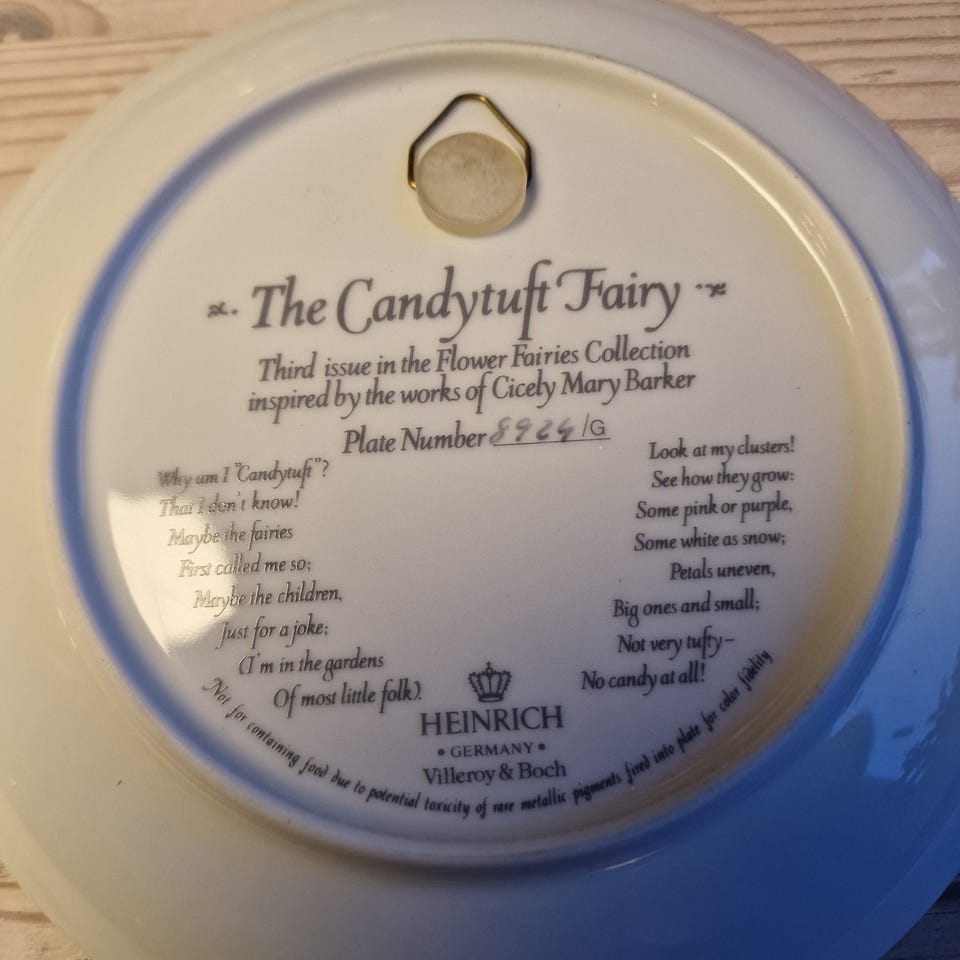 The Candytuft Fairy
Third issue in the Flower Fairies Collection
inspired by the works of Cicely Mary Barker
Plate Number 8924/G
Why am I "Candytuft"?
That I don't know!
Maybe the fairies
First called me so;
Maybe the children,
Just for a joke;
(I'm in the gardens
Of most little folk).
Look at my clusters!
See how they grow:
Some pink or purple,
Some white as snow;
Petals uneven,
Big ones and small;
Not very tufty–
No candy at all!
HEINRICH
• GERMANY •
Villeroy & Boch
Not for containing food due to potential toxicity of rare metallic pigments fired into plate for color fidelity